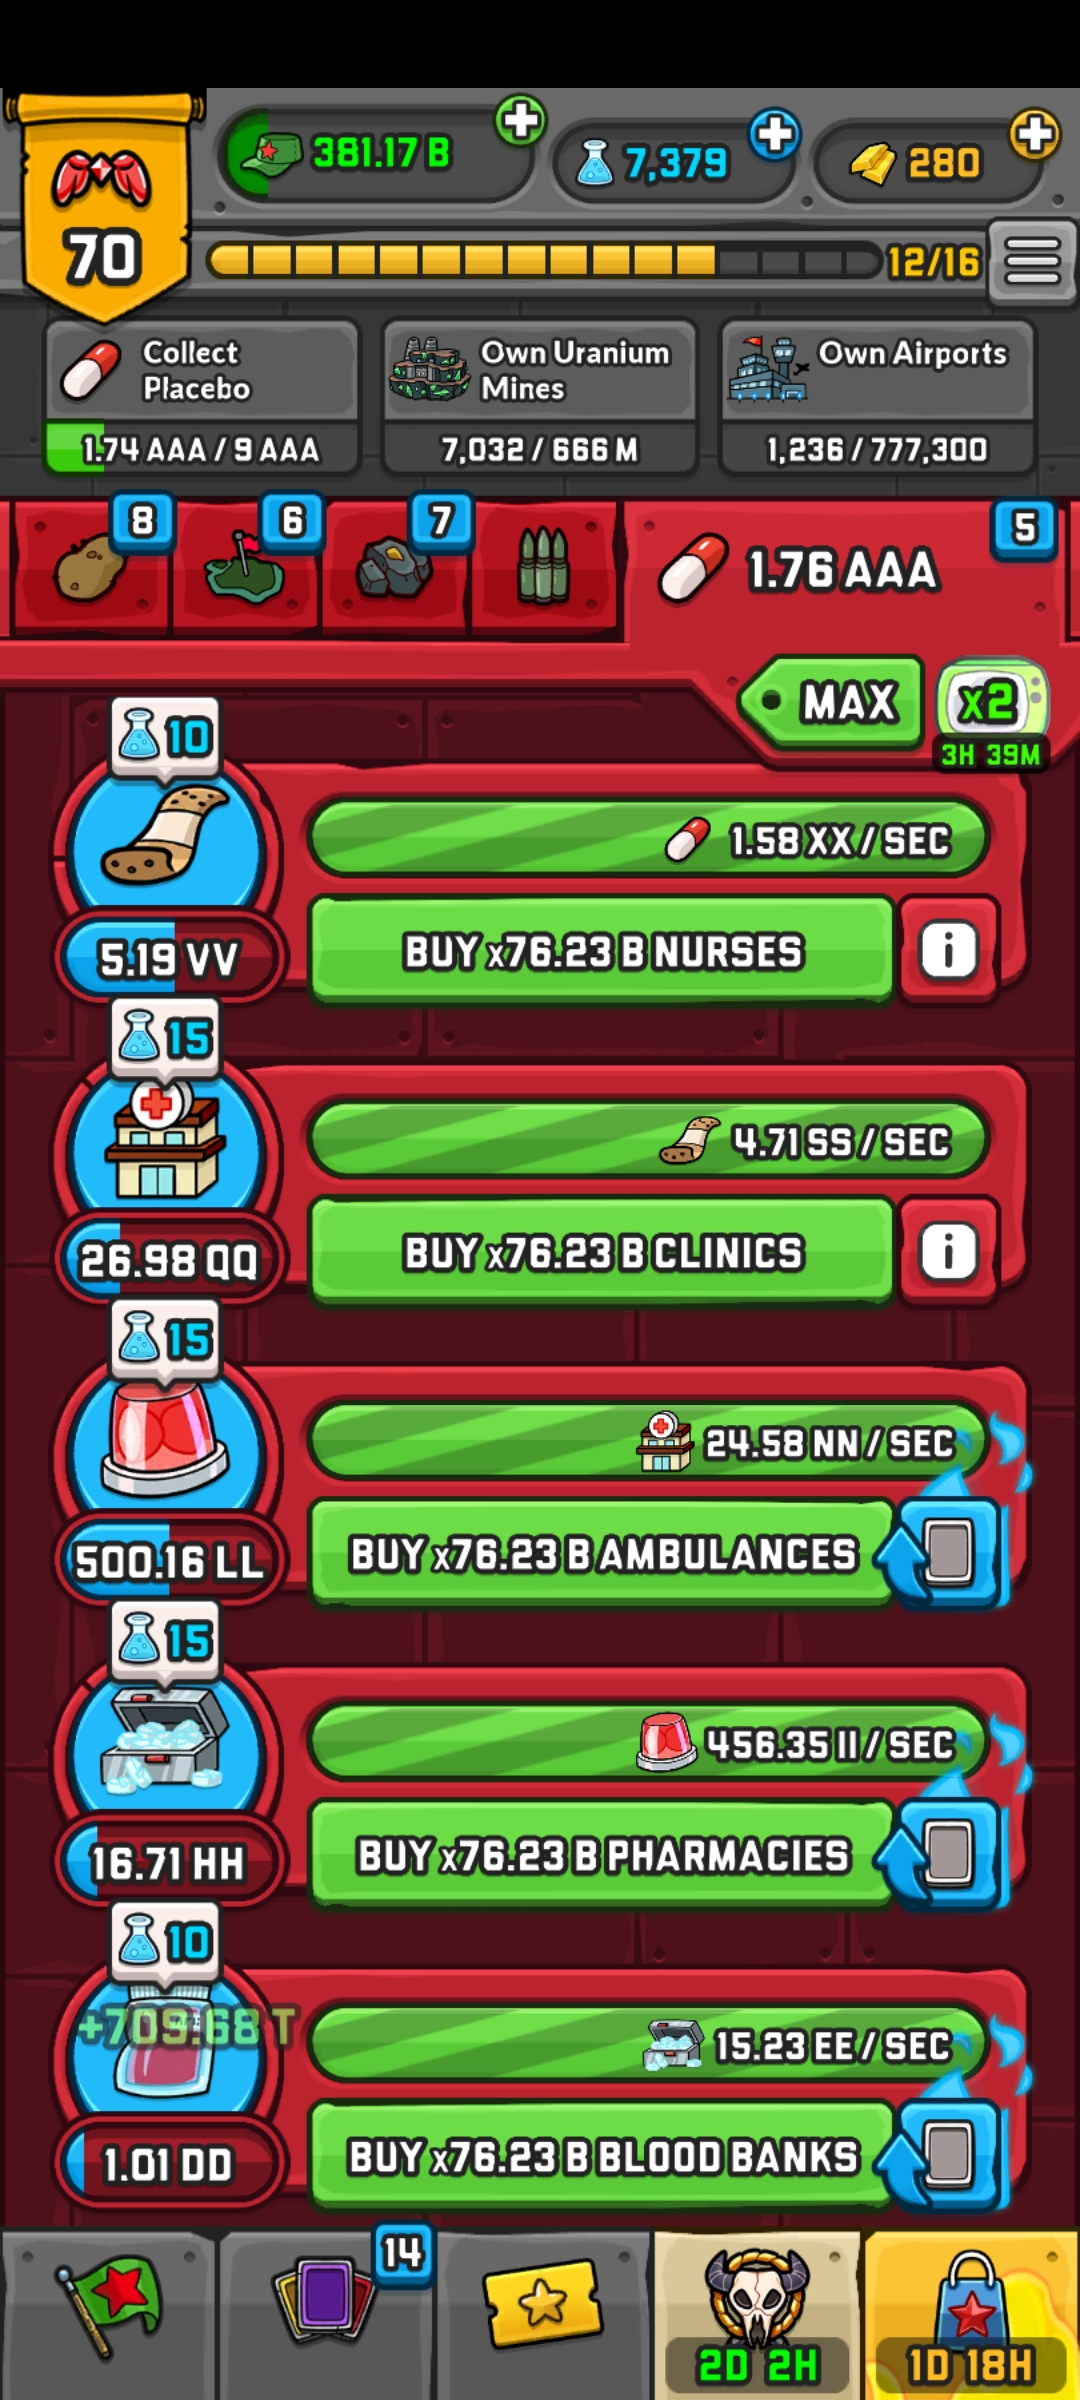 381.17 B
7,379
280
70
12/16
Collect
Placebo
1.74 AAA / 9 AAA
Own Uranium
Mines
7,032 / 666 M
Own Airports
1,236 / 777,300
8
6
7
1.76 AAA
5
MAX
x2
3H 39M
10
1.58 XX / SEC
5.19 VV
BUY x76.23 B NURSES
i
15
4.71 SS / SEC
26.98 QQ
BUY x76.23 B CLINICS
i
15
24.58 NN / SEC
500.16 LL
BUY x76.23 B AMBULANCES
15
456.35 II / SEC
16.71 HH
BUY x76.23 B PHARMACIES
10
+709.68 T
15.23 EE / SEC
1.01 DD
BUY x76.23 B BLOOD BANKS
14
2D 2H
1D 18H